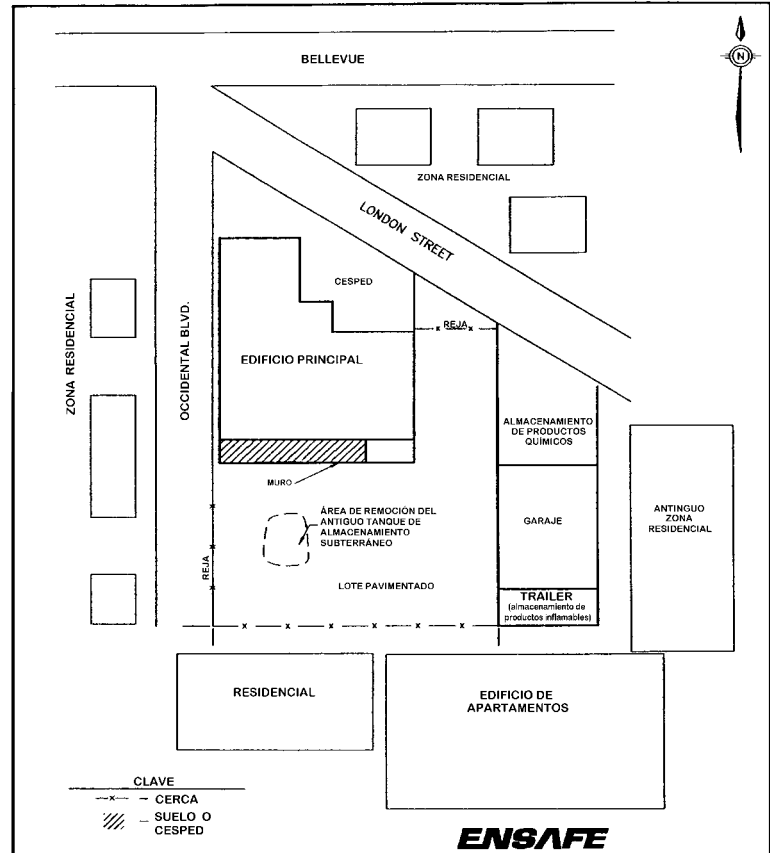 BELLEVUE
N
ZONA RESIDENCIAL
LONDON STREET
CESPED
REJA
ZONA RESIDENCIAL
OCCIDENTAL BLVD.
EDIFICIO PRINCIPAL
ALMACENAMIENTO
DE PRODUCTOS
QUÍMICOS
MURO
ÁREA DE REMOCIÓN DEL
ANTIGUO TANQUE DE
ALMACENAMIENTO
SUBTERRÁNEO
GARAJE
ANTINGUO
ZONA
RESIDENCIAL
REJA
LOTE PAVIMENTADO
TRAILER
(almacenamiento de
productos inflamables)
RESIDENCIAL
EDIFICIO DE
APARTAMENTOS
CLAVE
-x- - CERCA
- SUELO O
CESPED
ENSAFE